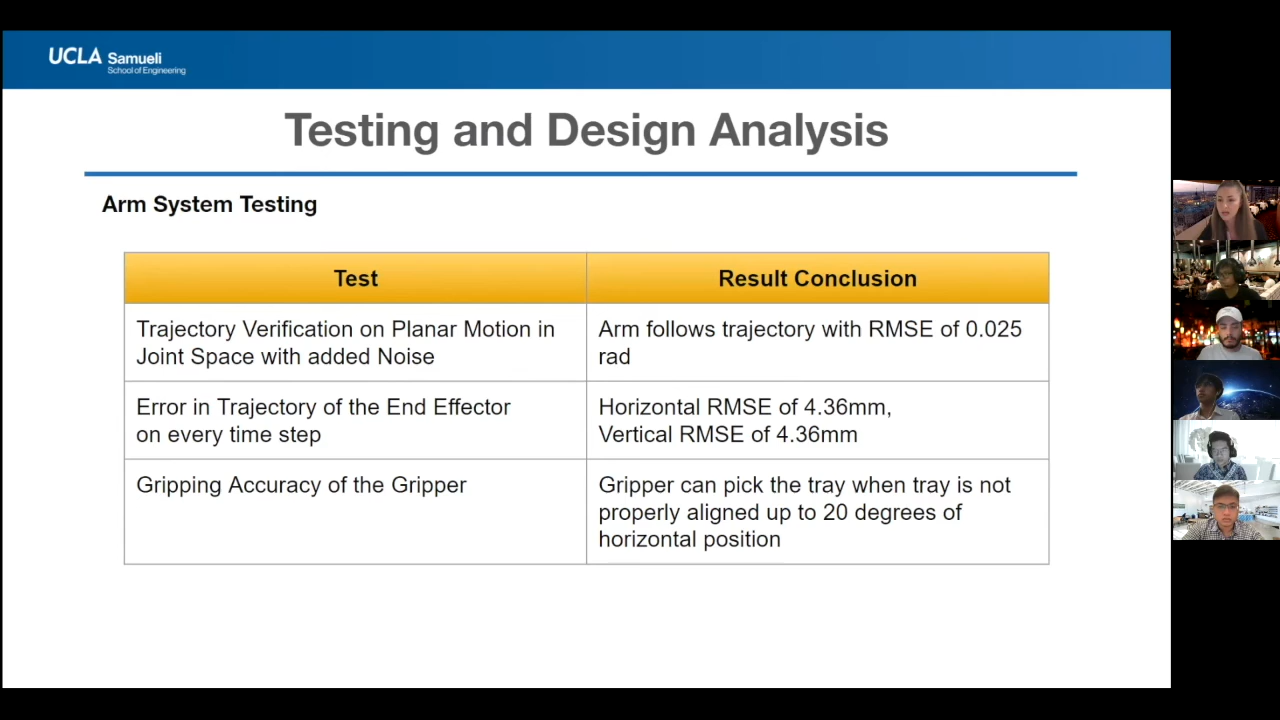 UCLA Samueli
School of Engineering
Testing and Design Analysis
Arm System Testing
Test
Result Conclusion
Trajectory Verification on Planar Motion in
Joint Space with added Noise
Arm follows trajectory with RMSE of 0.025
rad
Error in Trajectory of the End Effector
on every time step
Horizontal RMSE of 4.36mm,
Vertical RMSE of 4.36mm
Gripping Accuracy of the Gripper
Gripper can pick the tray when tray is not
properly aligned up to 20 degrees of
horizontal position